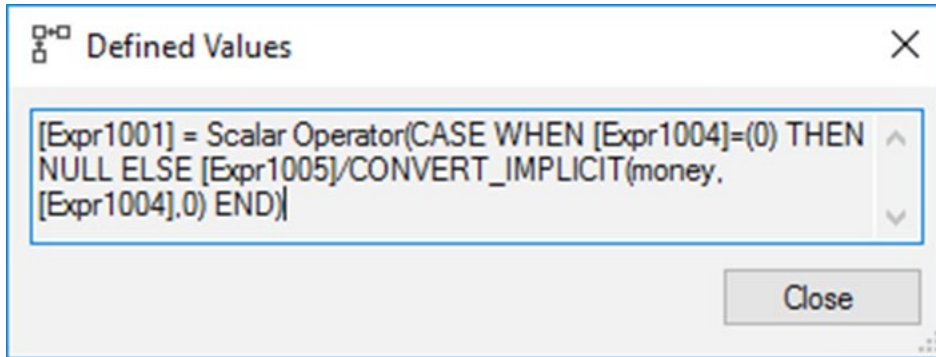 Defined Values
[Expr1001] = Scalar Operator(CASE WHEN [Expr1004]=(0) THEN
NULL ELSE [Expr1005]/CONVERT_IMPLICIT(money,
[Expr1004],0) END)
Close